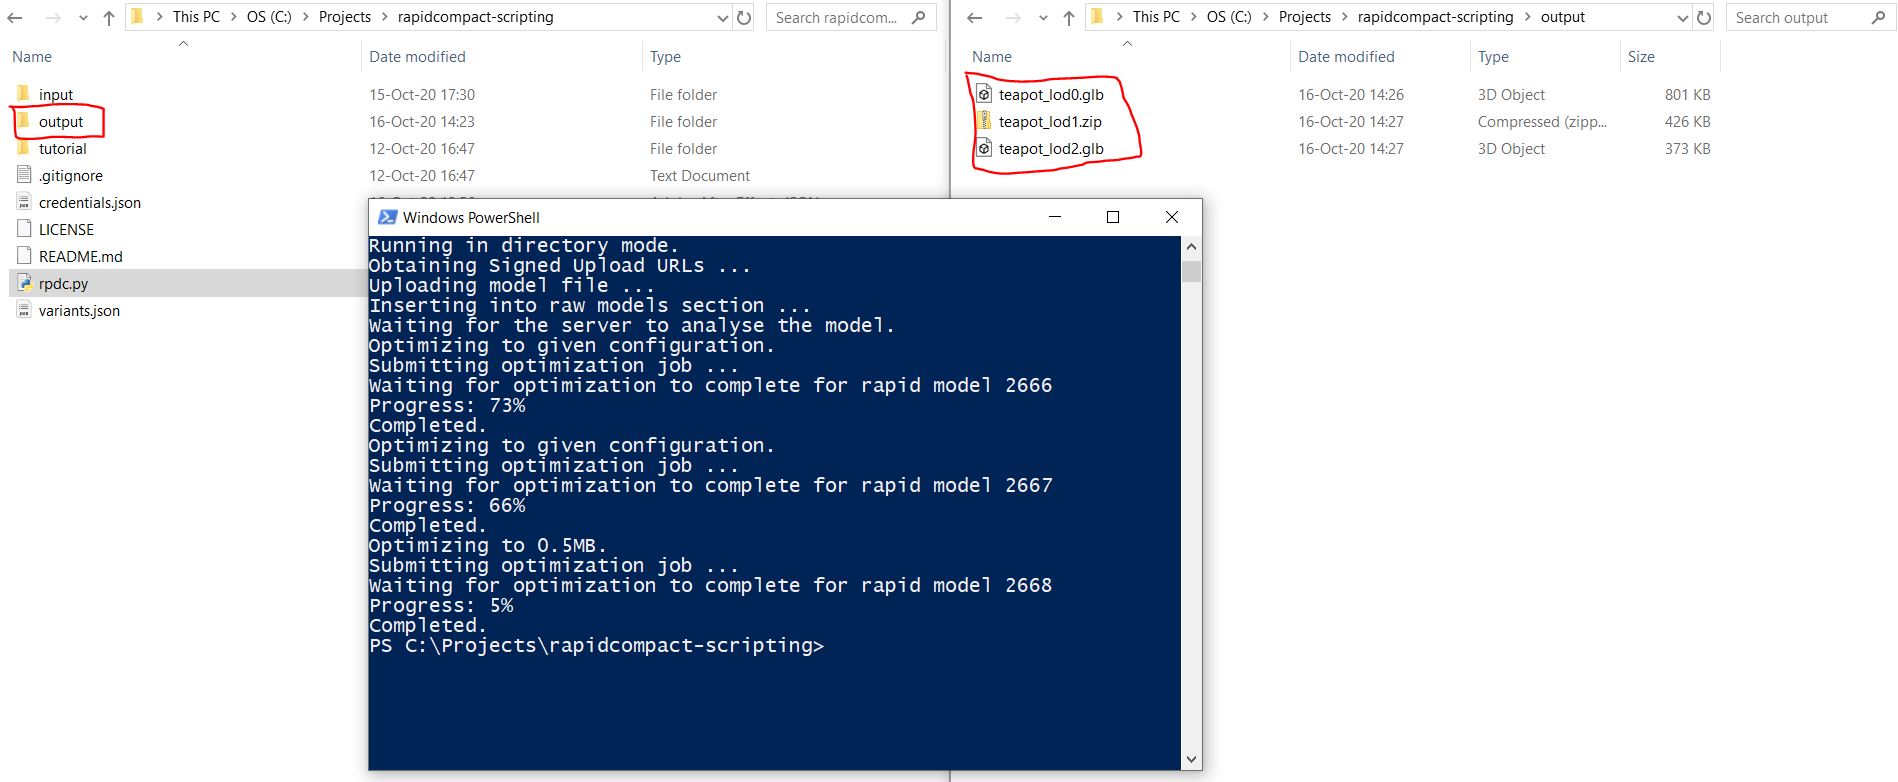 This PC > OS (C:) > Projects > rapidcompact-scripting
Search rapidcom...
Name Date modified Type
input 15-Oct-20 17:30 File folder
output 16-Oct-20 14:23 File folder
tutorial 12-Oct-20 16:47 File folder
.gitignore 12-Oct-20 16:47 Text Document
credentials.json
LICENSE
README.md
rpdc.py
variants.json
This PC > OS (C:) > Projects > rapidcompact-scripting > output
Search output
Name Date modified Type Size
teapot_lod0.glb 16-Oct-20 14:26 3D Object 801 KB
teapot_lod1.zip 16-Oct-20 14:27 Compressed (zipp... 426 KB
teapot_lod2.glb 16-Oct-20 14:27 3D Object 373 KB
Windows PowerShell
Running in directory mode.
Obtaining Signed Upload URLs ...
Uploading model file ...
Inserting into raw models section ...
Waiting for the server to analyse the model.
Optimizing to given configuration.
Submitting optimization job ...
Waiting for optimization to complete for rapid model 2666
Progress: 73%
Completed.
Optimizing to given configuration.
Submitting optimization job ...
Waiting for optimization to complete for rapid model 2667
Progress: 66%
Completed.
Optimizing to 0.5MB.
Submitting optimization job ...
Waiting for optimization to complete for rapid model 2668
Progress: 5%
Completed.
PS C:\Projects\rapidcompact-scripting>